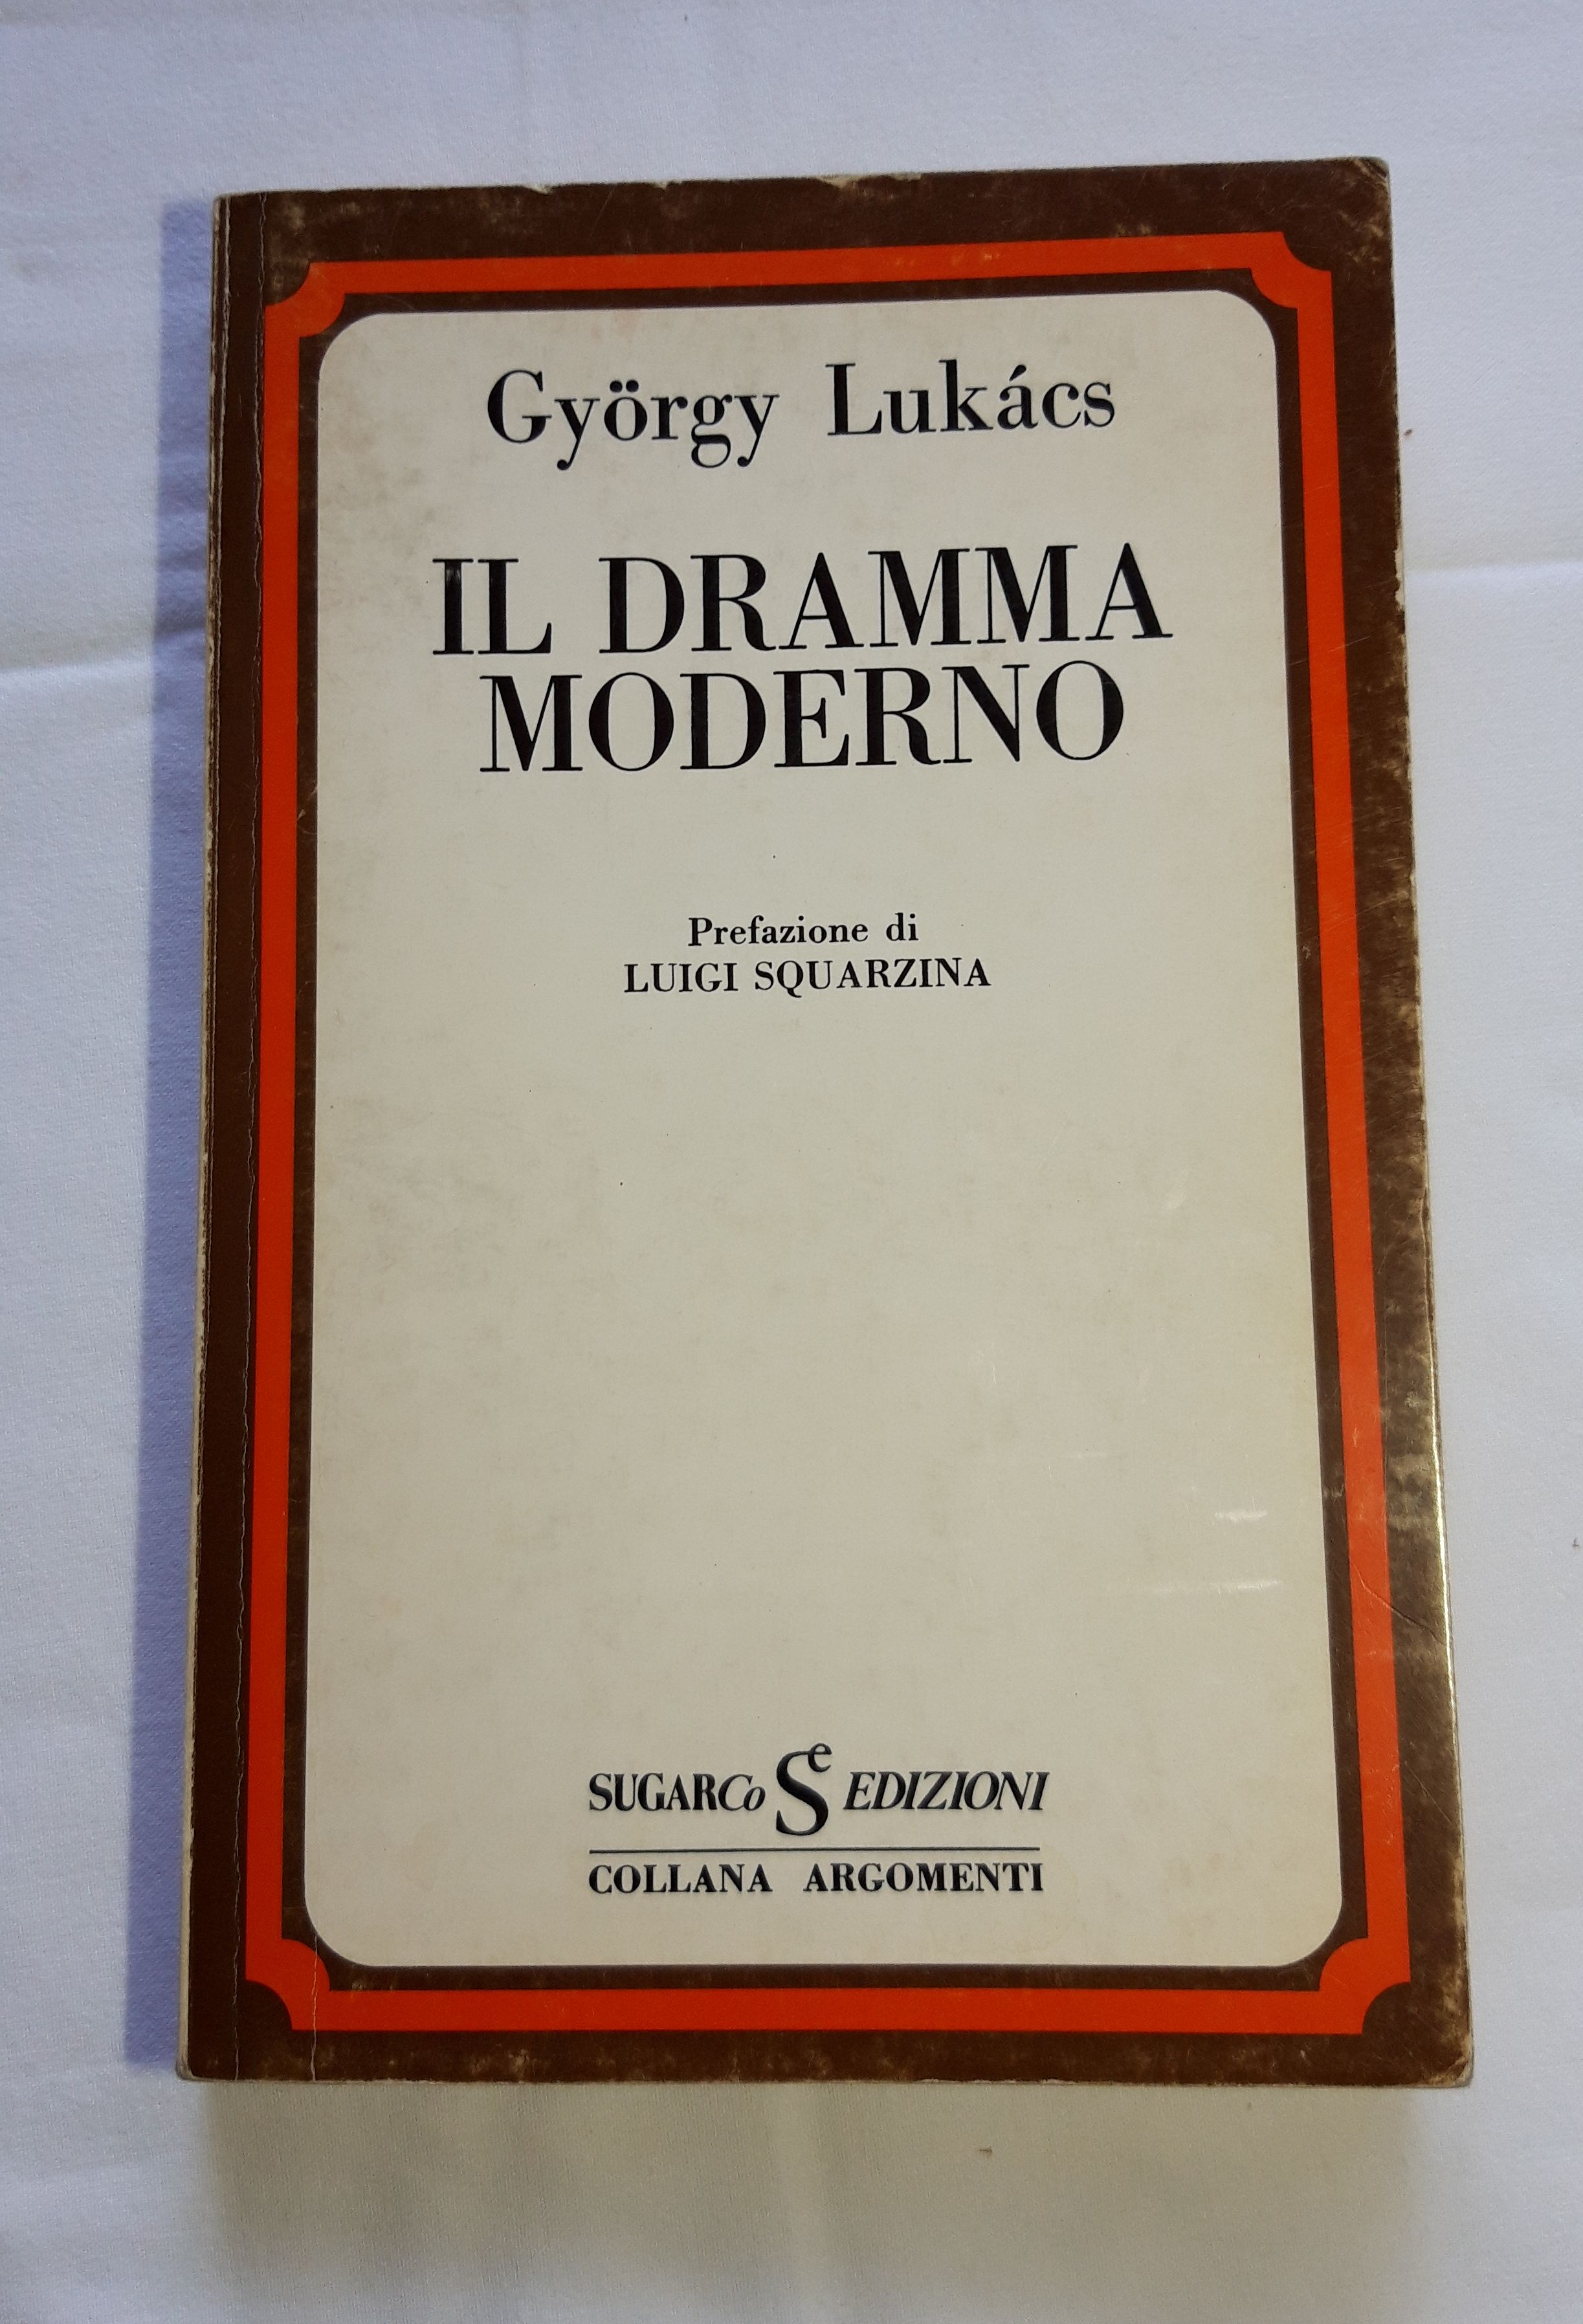 György Lukács
IL DRAMMA
MODERNO
Prefazione di
LUIGI SQUARZINA
SUGARCo Se EDIZIONI
COLLANA ARGOMENTI